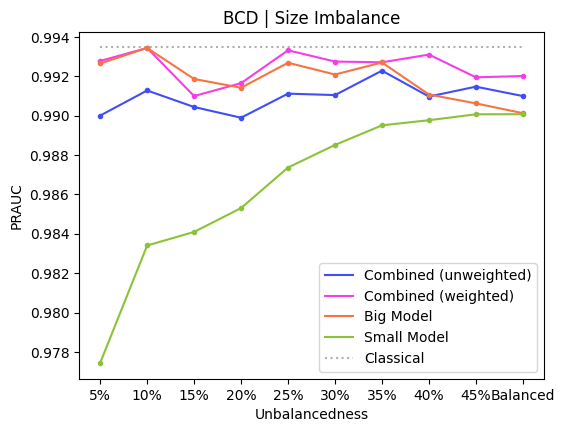 BCD | Size Imbalance
0.994
0.992
0.990
0.988
0.986
0.984
0.982
0.980
0.978
PRAUC
Combined (unweighted)
Combined (weighted)
Big Model
Small Model
Classical
5% 10% 15% 20% 25% 30% 35% 40% 45% Balanced
Unbalancedness